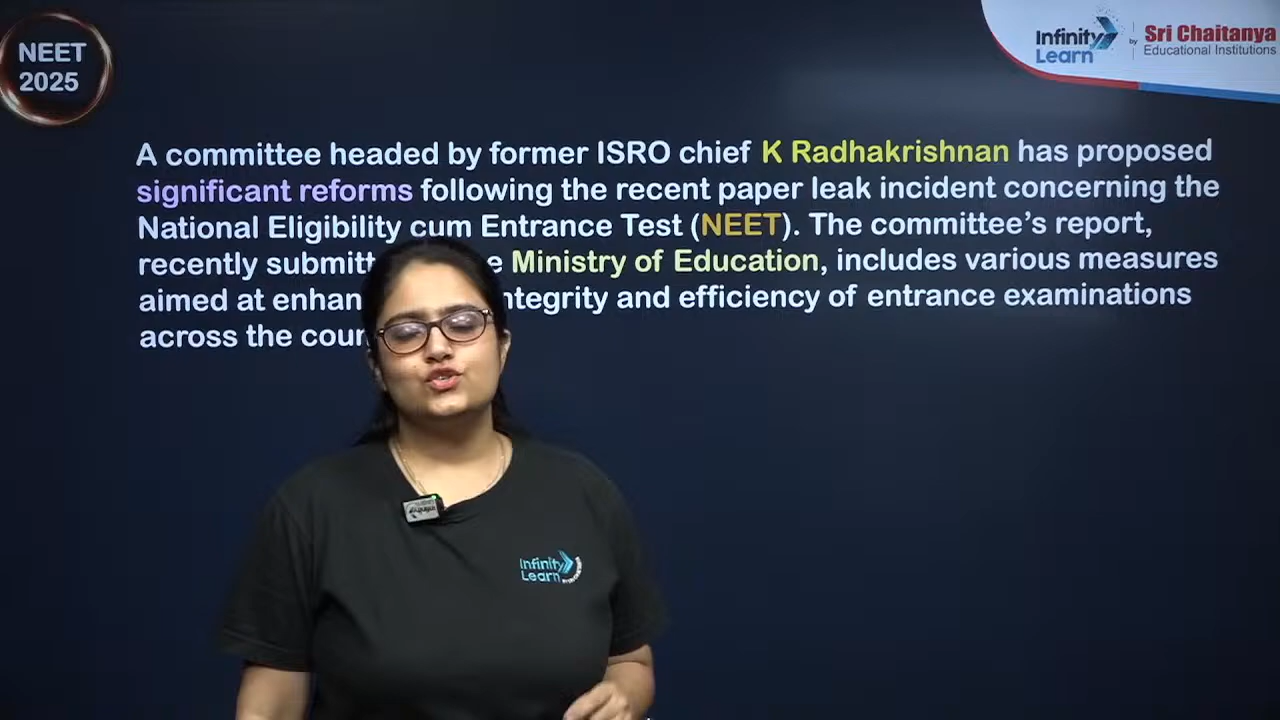 NEET
2025
Infinity
Learn
by
Sri Chaitanya
Educational Institutions
A committee headed by former ISRO chief K Radhakrishnan has proposed
significant reforms following the recent paper leak incident concerning the
National Eligibility cum Entrance Test (NEET). The committee's report,
recently submitt e Ministry of Education, includes various measures
aimed at enhan ntegrity and efficiency of entrance examinations
across the coun
Infinity
Learn